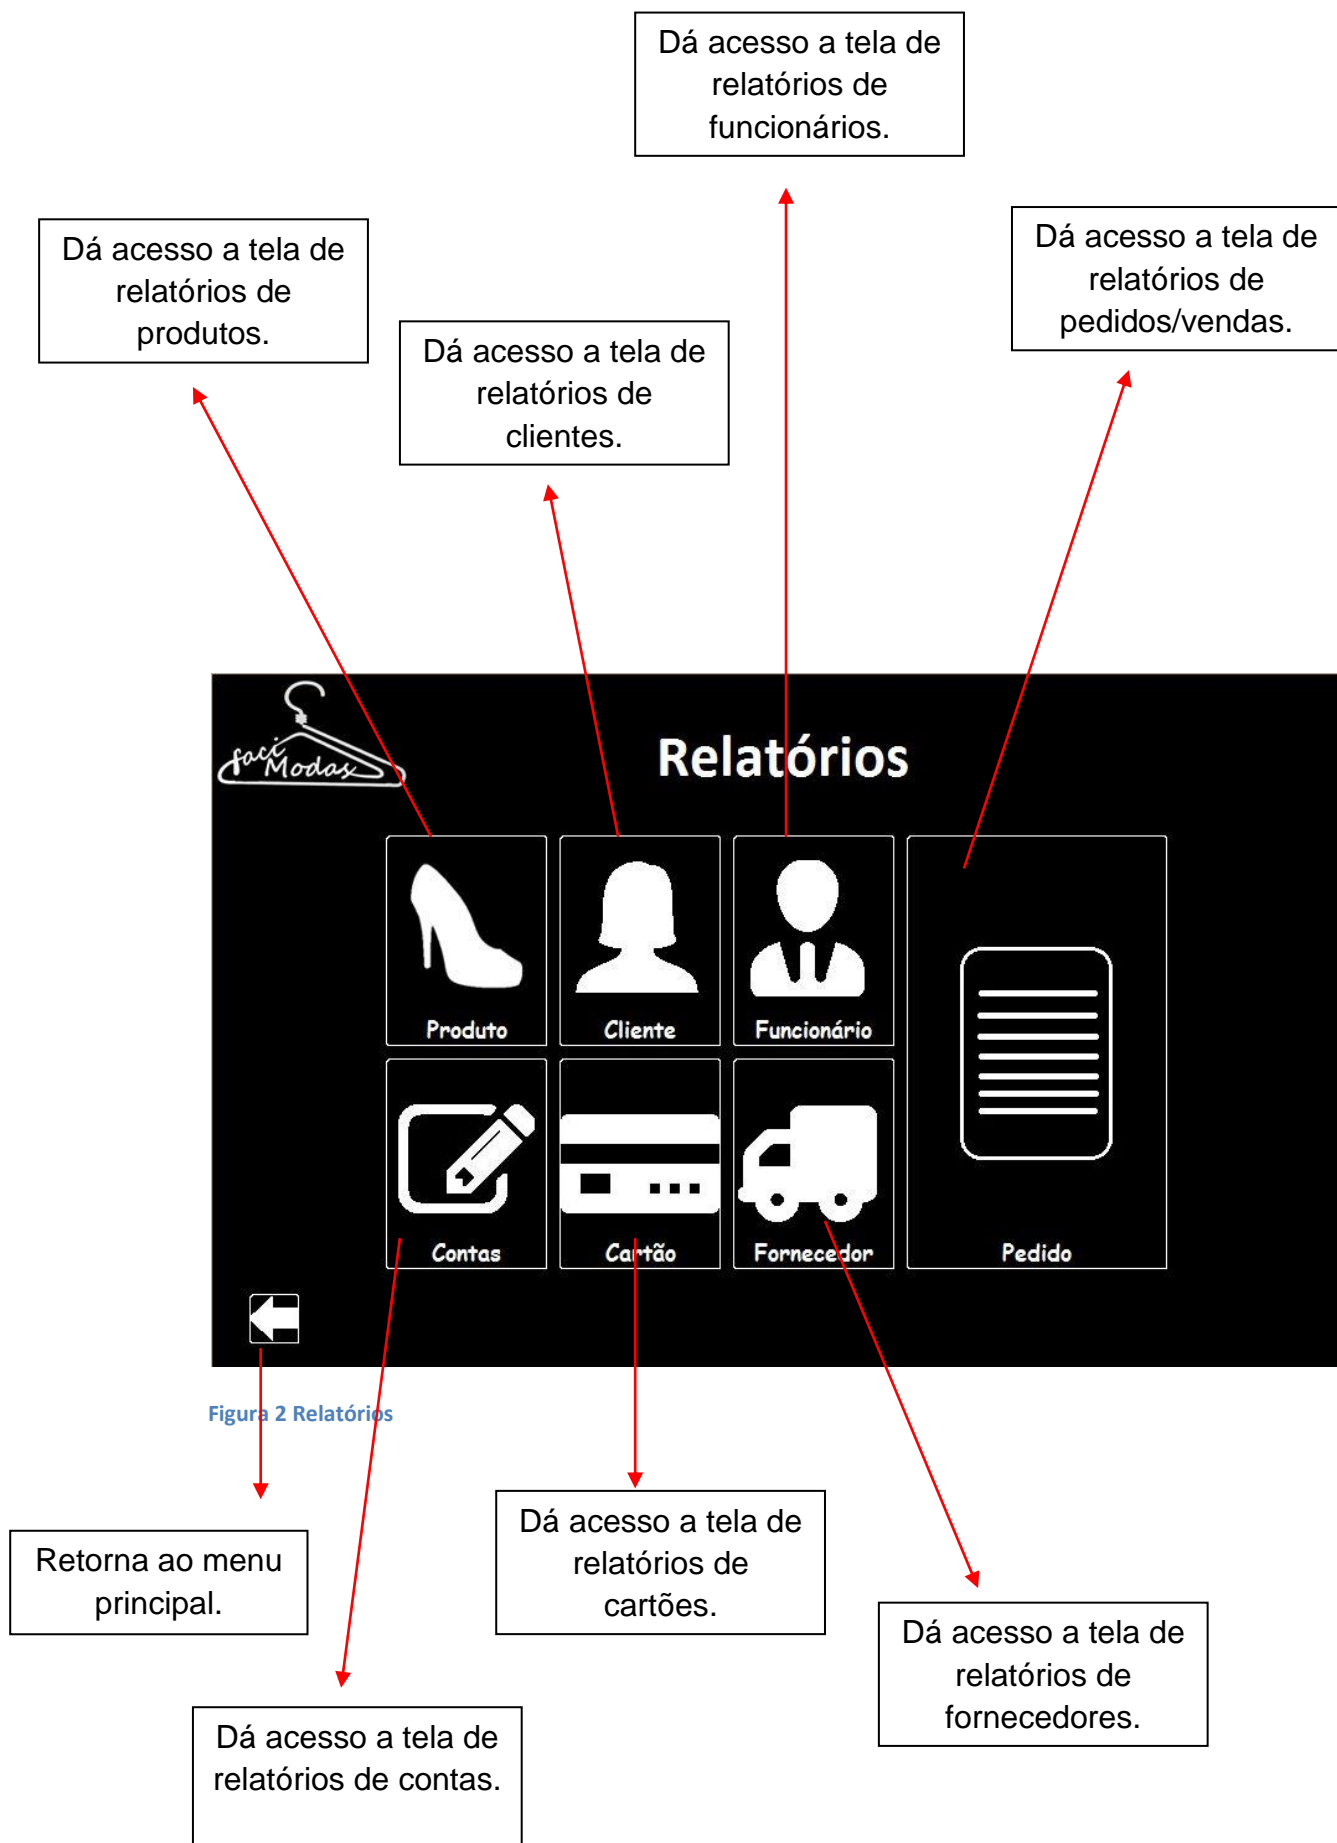 Dá acesso a tela de
relatórios de
funcionários.
Dá acesso a tela de
relatórios de
produtos.
Dá acesso a tela de
relatórios de
pedidos/vendas.
Dá acesso a tela de
relatórios de
clientes.
faci
Modas
Relatórios
Produto
Cliente
Funcionário
Contas
Cartão
Fornecedor
Pedido
Figura 2 Relatórios
Retorna ao menu
principal.
Dá acesso a tela de
relatórios de
cartões.
Dá acesso a tela de
relatórios de
fornecedores.
Dá acesso a tela de
relatórios de contas.